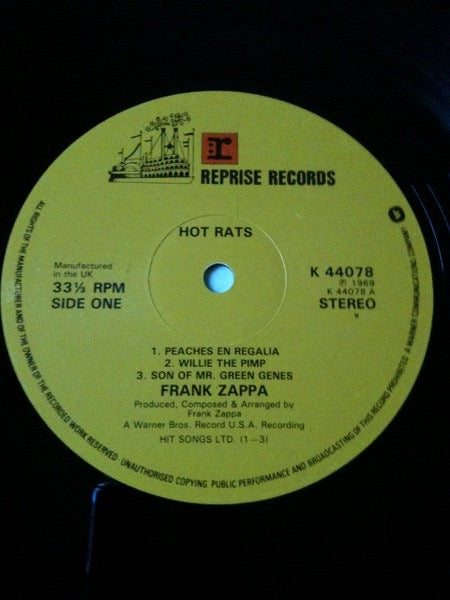 r
REPRISE RECORDS
HOT RATS
Manufactured
in the UK
33⅓ RPM
SIDE ONE
K 44078
℗ 1969
K 44078 A
STEREO
v
1. PEACHES EN REGALIA
2. WILLIE THE PIMP
3. SON OF MR. GREEN GENES
FRANK ZAPPA
Produced, Composed & Arranged by
Frank Zappa
A Warner Bros. Record U.S.A. Recording
HIT SONGS LTD. (1—3)
ALL RIGHTS OF THE MANUFACTURER AND OF THE OWNER OF THE RECORDED WORK RESERVED UNAUTHORISED COPYING PUBLIC PERFORMANCE AND BROADCASTING OF THIS RECORD PROHIBITED A WARNER COMMUNICATIONS COMPANY